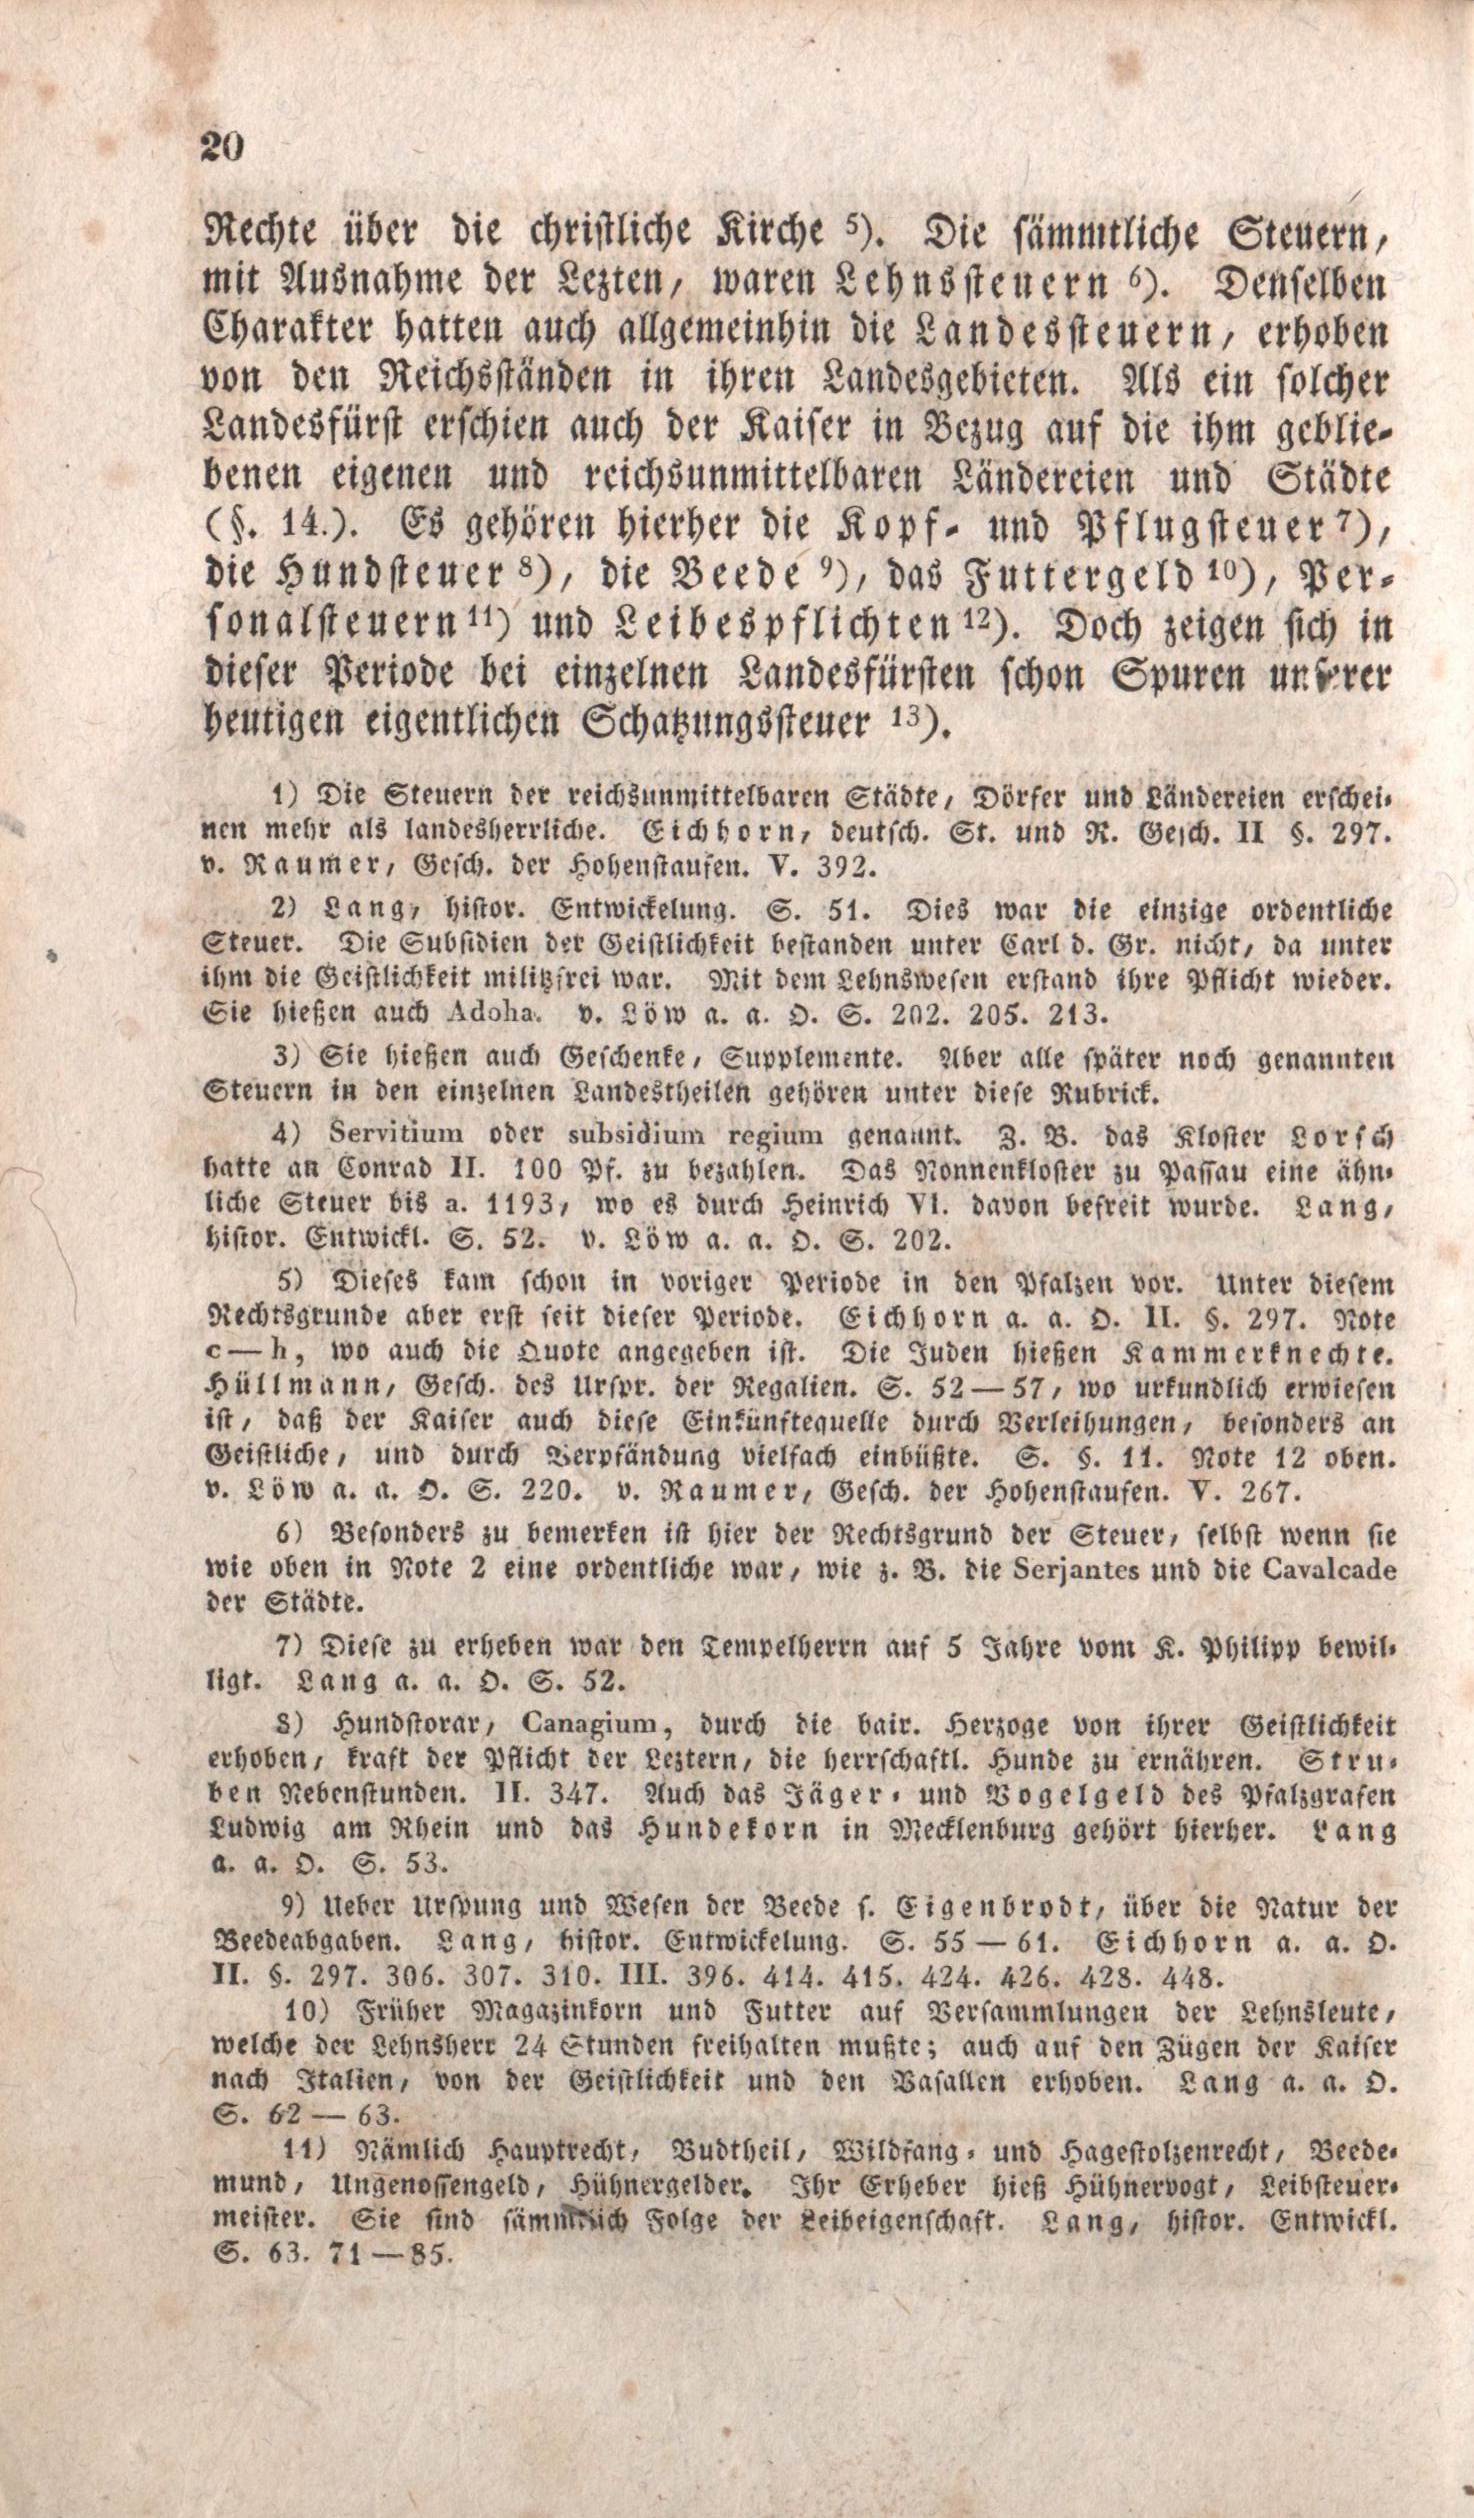 20
Rechte über die christliche Kirche 5). Die sämmtliche Steuern,
mit Ausnahme der Lezten, waren Lehnssteuern 6). Denselben
Charakter hatten auch allgemeinhin die Landessteuern, erhoben
von den Reichsständen in ihren Landesgebieten. Als ein solcher
Landesfürst erschien auch der Kaiser in Bezug auf die ihm geblie-
benen eigenen und reichsunmittelbaren Ländereien und Städte
(§. 14.). Es gehören hierher die Kopf- und Pflugsteuer 7),
die Hundsteuer 8), die Beede 9), das Futtergeld 10), Per-
sonalsteuern 11) und Leibespflichten 12). Doch zeigen sich in
dieser Periode bei einzelnen Landesfürsten schon Spuren unserer
heutigen eigentlichen Schatzungssteuer 13).
1) Die Steuern der reichsunmittelbaren Städte, Dörfer und Ländereien erschei-
nen mehr als landesherrliche. Eichhorn, deutsch. St. und R. Gesch. II §. 297.
v. Raumer, Gesch. der Hohenstaufen. V. 392.
2) Lang, histor. Entwickelung. S. 51. Dies war die einzige ordentliche
Steuer. Die Subsidien der Geistlichkeit bestanden unter Carl d. Gr. nicht, da unter
ihm die Geistlichkeit militzfrei war. Mit dem Lehnswesen erstand ihre Pflicht wieder.
Sie hießen auch Adoha. v. Löw a. a. O. S. 202. 205. 213.
3) Sie hießen auch Geschenke, Supplemente. Aber alle später noch genannten
Steuern in den einzelnen Landestheilen gehören unter diese Rubrick.
4) Servitium oder subsidium regium genannt. Z. B. das Kloster Lorsch
hatte an Conrad II. 100 Pf. zu bezahlen. Das Nonnenkloster zu Passau eine ähn-
liche Steuer bis a. 1193, wo es durch Heinrich VI. davon befreit wurde. Lang,
histor. Entwickl. S. 52. v. Löw a. a. O. S. 202.
5) Dieses kam schon in voriger Periode in den Pfalzen vor. Unter diesem
Rechtsgrunde aber erst seit dieser Periode. Eichhorn a. a. O. II. §. 297. Note
c — h, wo auch die Quote angegeben ist. Die Juden hießen Kammerknechte.
Hüllmann, Gesch. des Urspr. der Regalien. S. 52 — 57, wo urkundlich erwiesen
ist, daß der Kaiser auch diese Einkünftequelle durch Verleihungen, besonders an
Geistliche, und durch Verpfändung vielfach einbüßte. S. §. 11. Note 12 oben.
v. Löw a. a. O. S. 220. v. Raumer, Gesch. der Hohenstaufen. V. 267.
6) Besonders zu bemerken ist hier der Rechtsgrund der Steuer, selbst wenn sie
wie oben in Note 2 eine ordentliche war, wie z. B. die Serjantes und die Cavalcade
der Städte.
7) Diese zu erheben war den Tempelherrn auf 5 Jahre vom K. Philipp bewil-
ligt. Lang a. a. O. S. 52.
8) Hundstorar, Canagium, durch die bair. Herzoge von ihrer Geistlichkeit
erhoben, kraft der Pflicht der Leztern, die herrschaftl. Hunde zu ernähren. Stru-
ben Nebenstunden. II. 347. Auch das Jäger- und Vogelgeld des Pfalzgrafen
Ludwig am Rhein und das Hundekorn in Mecklenburg gehört hierher. Lang
a. a. O. S. 53.
9) Ueber Urspung und Wesen der Beede s. Eigenbrodt, über die Natur der
Beedeabgaben. Lang, histor. Entwickelung. S. 55 — 61. Eichhorn a. a. O.
II. §. 297. 306. 307. 310. III. 396. 414. 415. 424. 426. 428. 448.
10) Früher Magazinkorn und Futter auf Versammlungen der Lehnsleute,
welche der Lehnsherr 24 Stunden freihalten mußte; auch auf den Zügen der Kaiser
nach Italien, von der Geistlichkeit und den Vasallen erhoben. Lang a. a. O.
S. 62 — 63.
11) Nämlich Hauptrecht, Budtheil, Wildfang- und Hagestolzenrecht, Beede-
mund, Ungenossengeld, Hühnergelder. Ihr Erheber hieß Hühnervogt, Leibsteuer-
meister. Sie sind sämmtlich Folge der Leibeigenschaft. Lang, histor. Entwickl.
S. 63. 71 — 85.